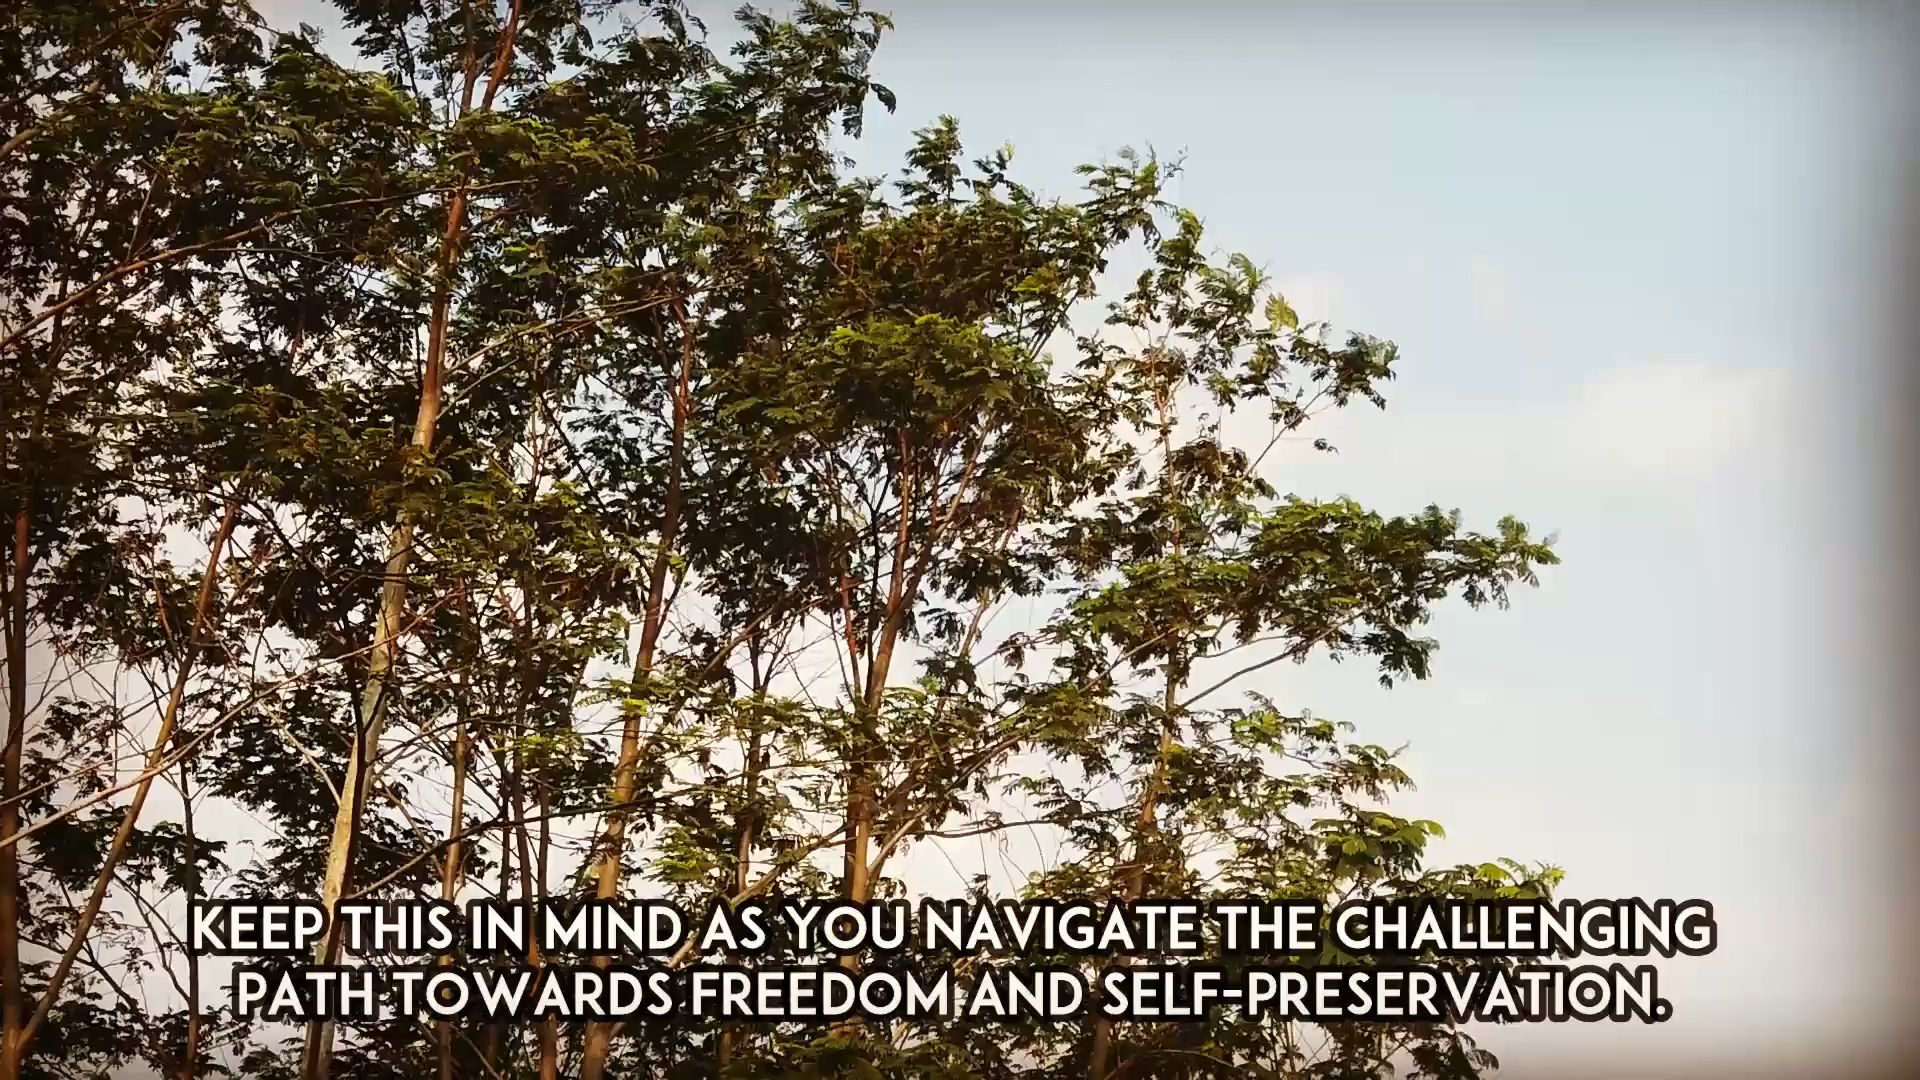 KEEP THIS IN MIND AS YOU NAVIGATE THE CHALLENGING
PATH TOWARDS FREEDOM AND SELF-PRESERVATION.